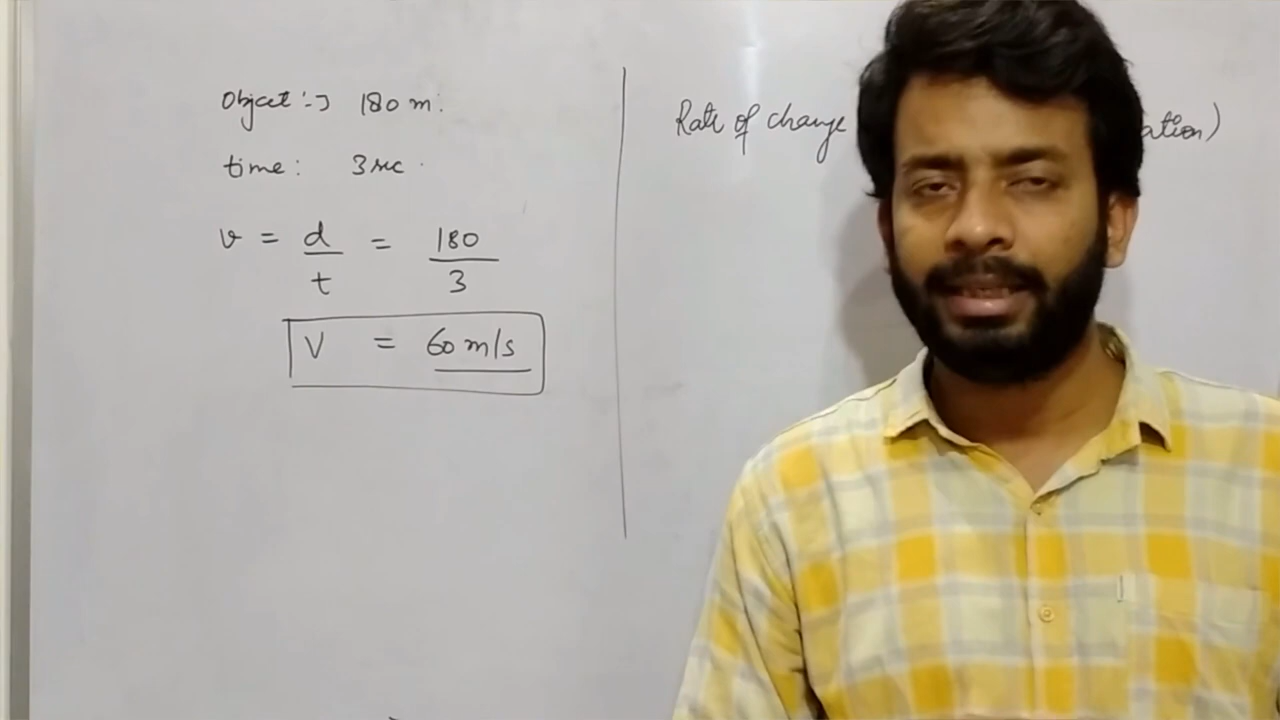 Object :→ 180 m.
time: 3 sec.
v = d/t = 180/3
V = 60 m/s
Rate of change ation)